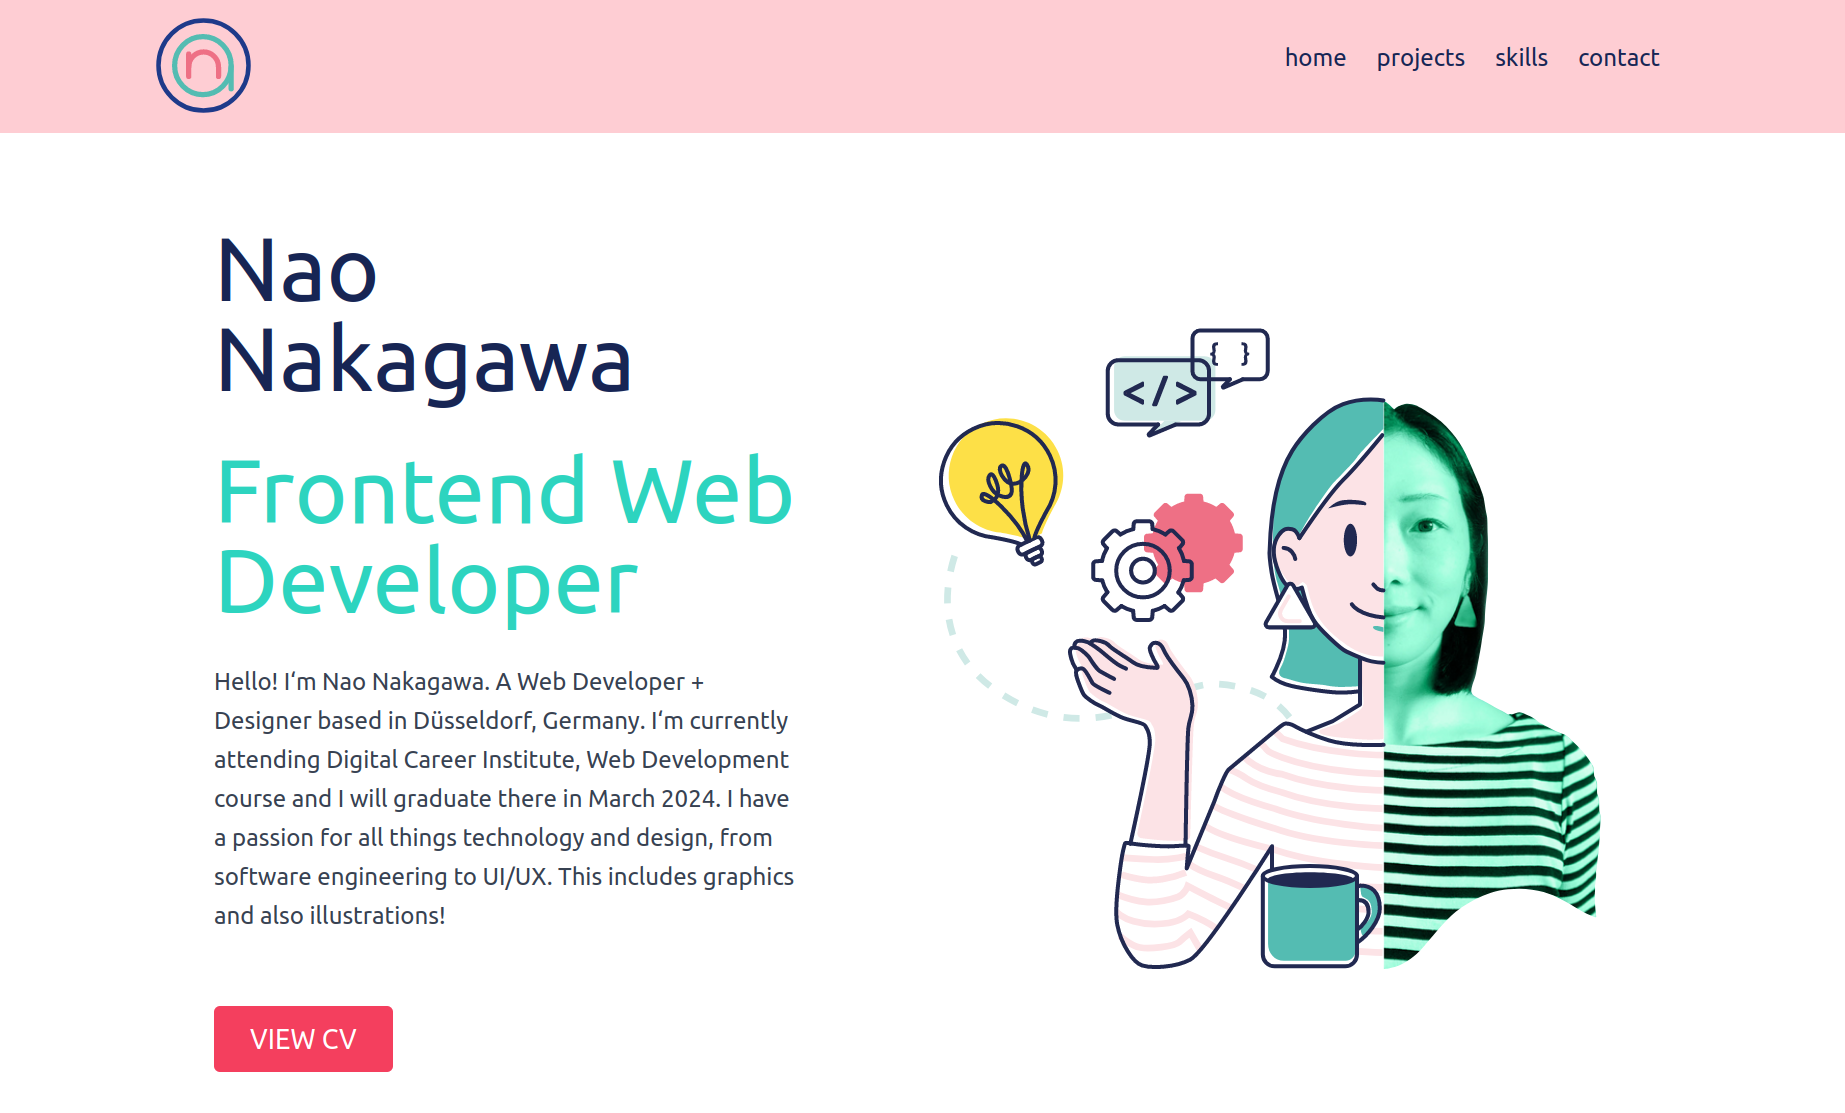 na
home projects skills contact
Nao
Nakagawa
Frontend Web
Developer
Hello! I‘m Nao Nakagawa. A Web Developer +
Designer based in Düsseldorf, Germany. I‘m currently
attending Digital Career Institute, Web Development
course and I will graduate there in March 2024. I have
a passion for all things technology and design, from
software engineering to UI/UX. This includes graphics
and also illustrations!
VIEW CV
{ }
</>